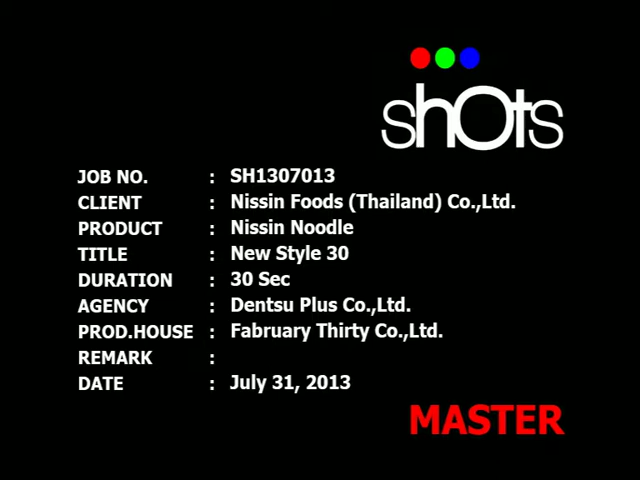 shOts
JOB NO. : SH1307013
CLIENT : Nissin Foods (Thailand) Co.,Ltd.
PRODUCT : Nissin Noodle
TITLE : New Style 30
DURATION : 30 Sec
AGENCY : Dentsu Plus Co.,Ltd.
PROD.HOUSE : Fabruary Thirty Co.,Ltd.
REMARK :
DATE : July 31, 2013
MASTER